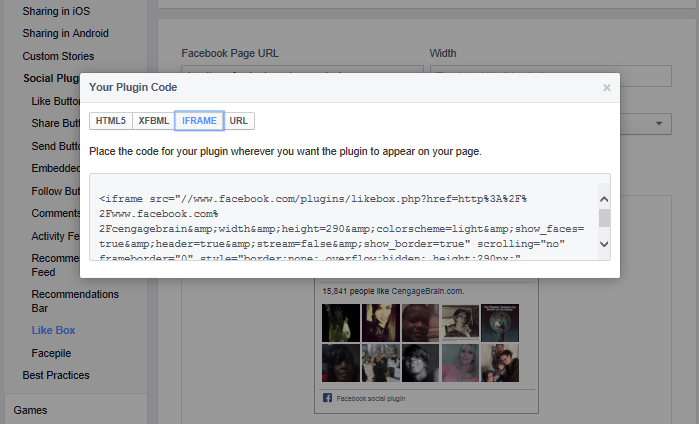 Sharing in iOS
Sharing in Android
Custom Stories
Social Plug
Like Button
Share Butto
Send Butto
Embedded
Follow Butt
Comments
Activity Fee
Recommen
Feed
Recommendations
Bar
Like Box
Facepile
Best Practices
Games
Facebook Page URL
Width
Your Plugin Code
×
HTML5
XFBML
IFRAME
URL
Place the code for your plugin wherever you want the plugin to appear on your page.
<iframe src="//www.facebook.com/plugins/likebox.php?href=http%3A%2F%
2Fwww.facebook.com%
2Fcengagebrain&amp;width&amp;height=290&amp;colorscheme=light&amp;show_faces=
true&amp;header=true&amp;stream=false&amp;show_border=true" scrolling="no"
frameborder="0" style="border:none; overflow:hidden; height:290px;"
15,841 people like CengageBrain.com.
Facebook social plugin